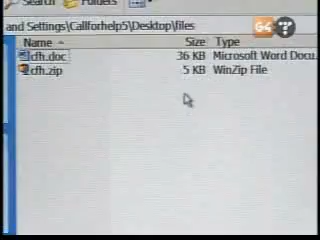 Search Folders
and Settings\Callforhelp5\Desktop\files
Name Size Type
cfh.doc 36 KB Microsoft Word Docu.
cfh.zip 5 KB WinZip File
G4